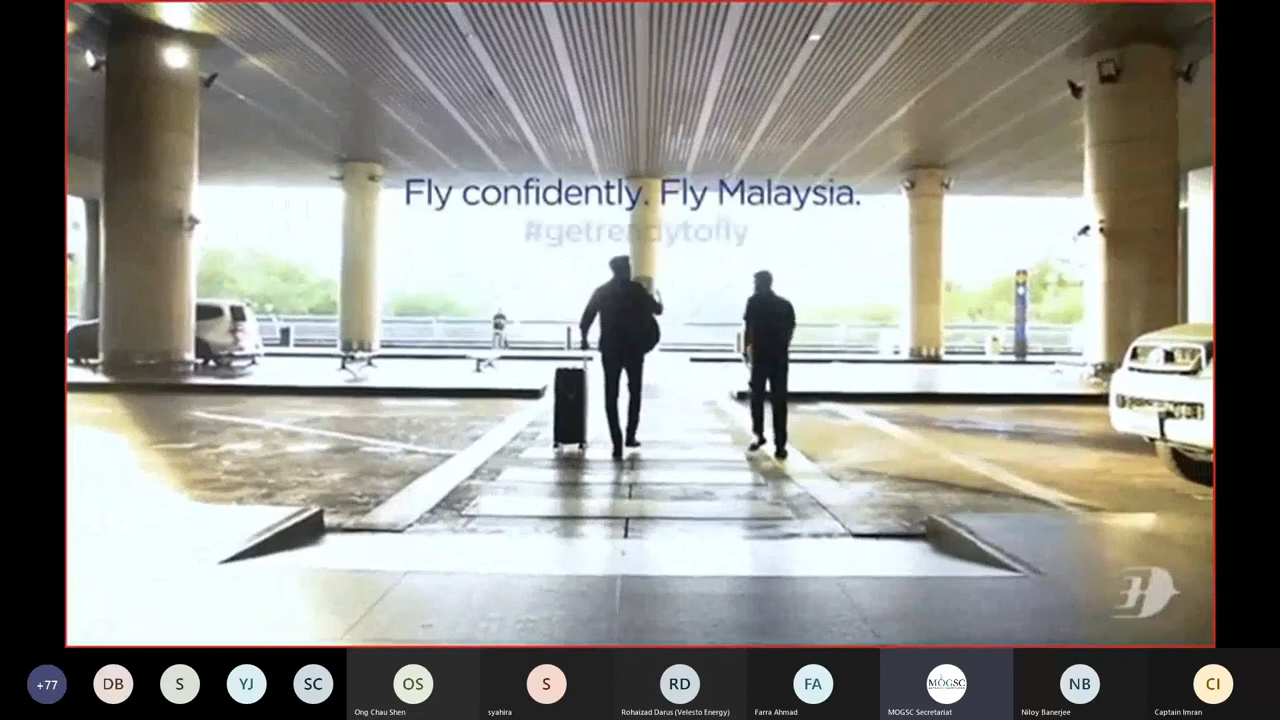 Fly confidently. Fly Malaysia.
#getreadytofly
+77
DB
S
YJ
SC
OS
S
RD
FA
MOGSC
NB
CI
Ong Chau Shen
syahira
Rohaizad Darus (Velesto Energy)
Farra Ahmad
MOGSC Secretariat
Niloy Banerjee
Captain Imran